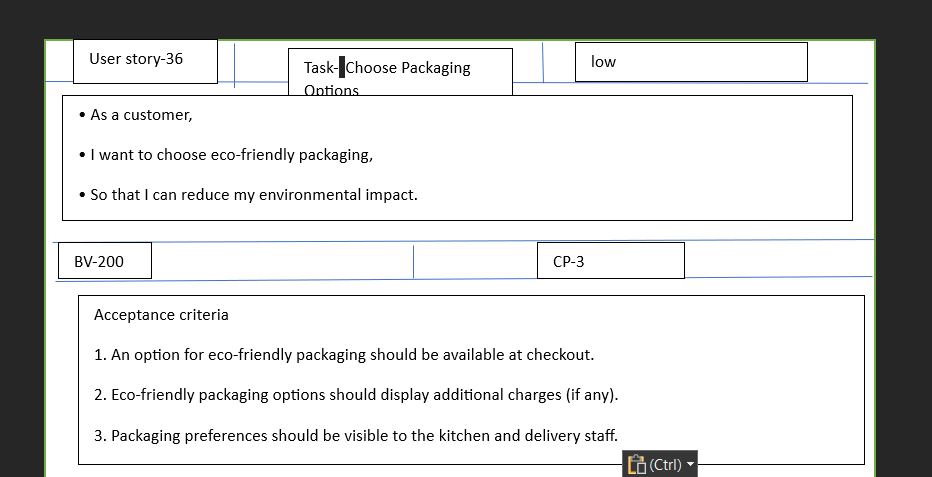 User story-36
Task- Choose Packaging
Options
low
• As a customer,
• I want to choose eco-friendly packaging,
• So that I can reduce my environmental impact.
BV-200
CP-3
Acceptance criteria
1. An option for eco-friendly packaging should be available at checkout.
2. Eco-friendly packaging options should display additional charges (if any).
3. Packaging preferences should be visible to the kitchen and delivery staff.
(Ctrl)